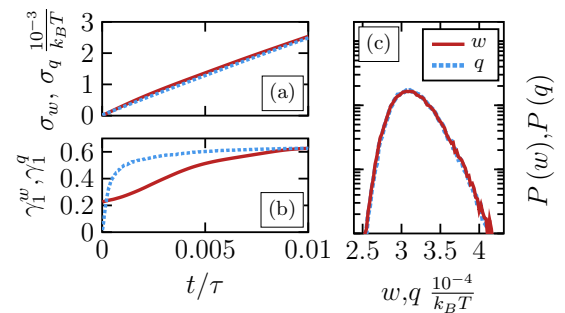 σ_w, σ_q 10^-3/k_BT
3
2
1
0
(a)
γ_1^w, γ_1^q
0.6
0.4
0.2
0
(b)
0 0.005 0.01
t/τ
(c)
w
q
P(w), P(q)
2.5 3 3.5 4
w,q 10^-4/k_BT